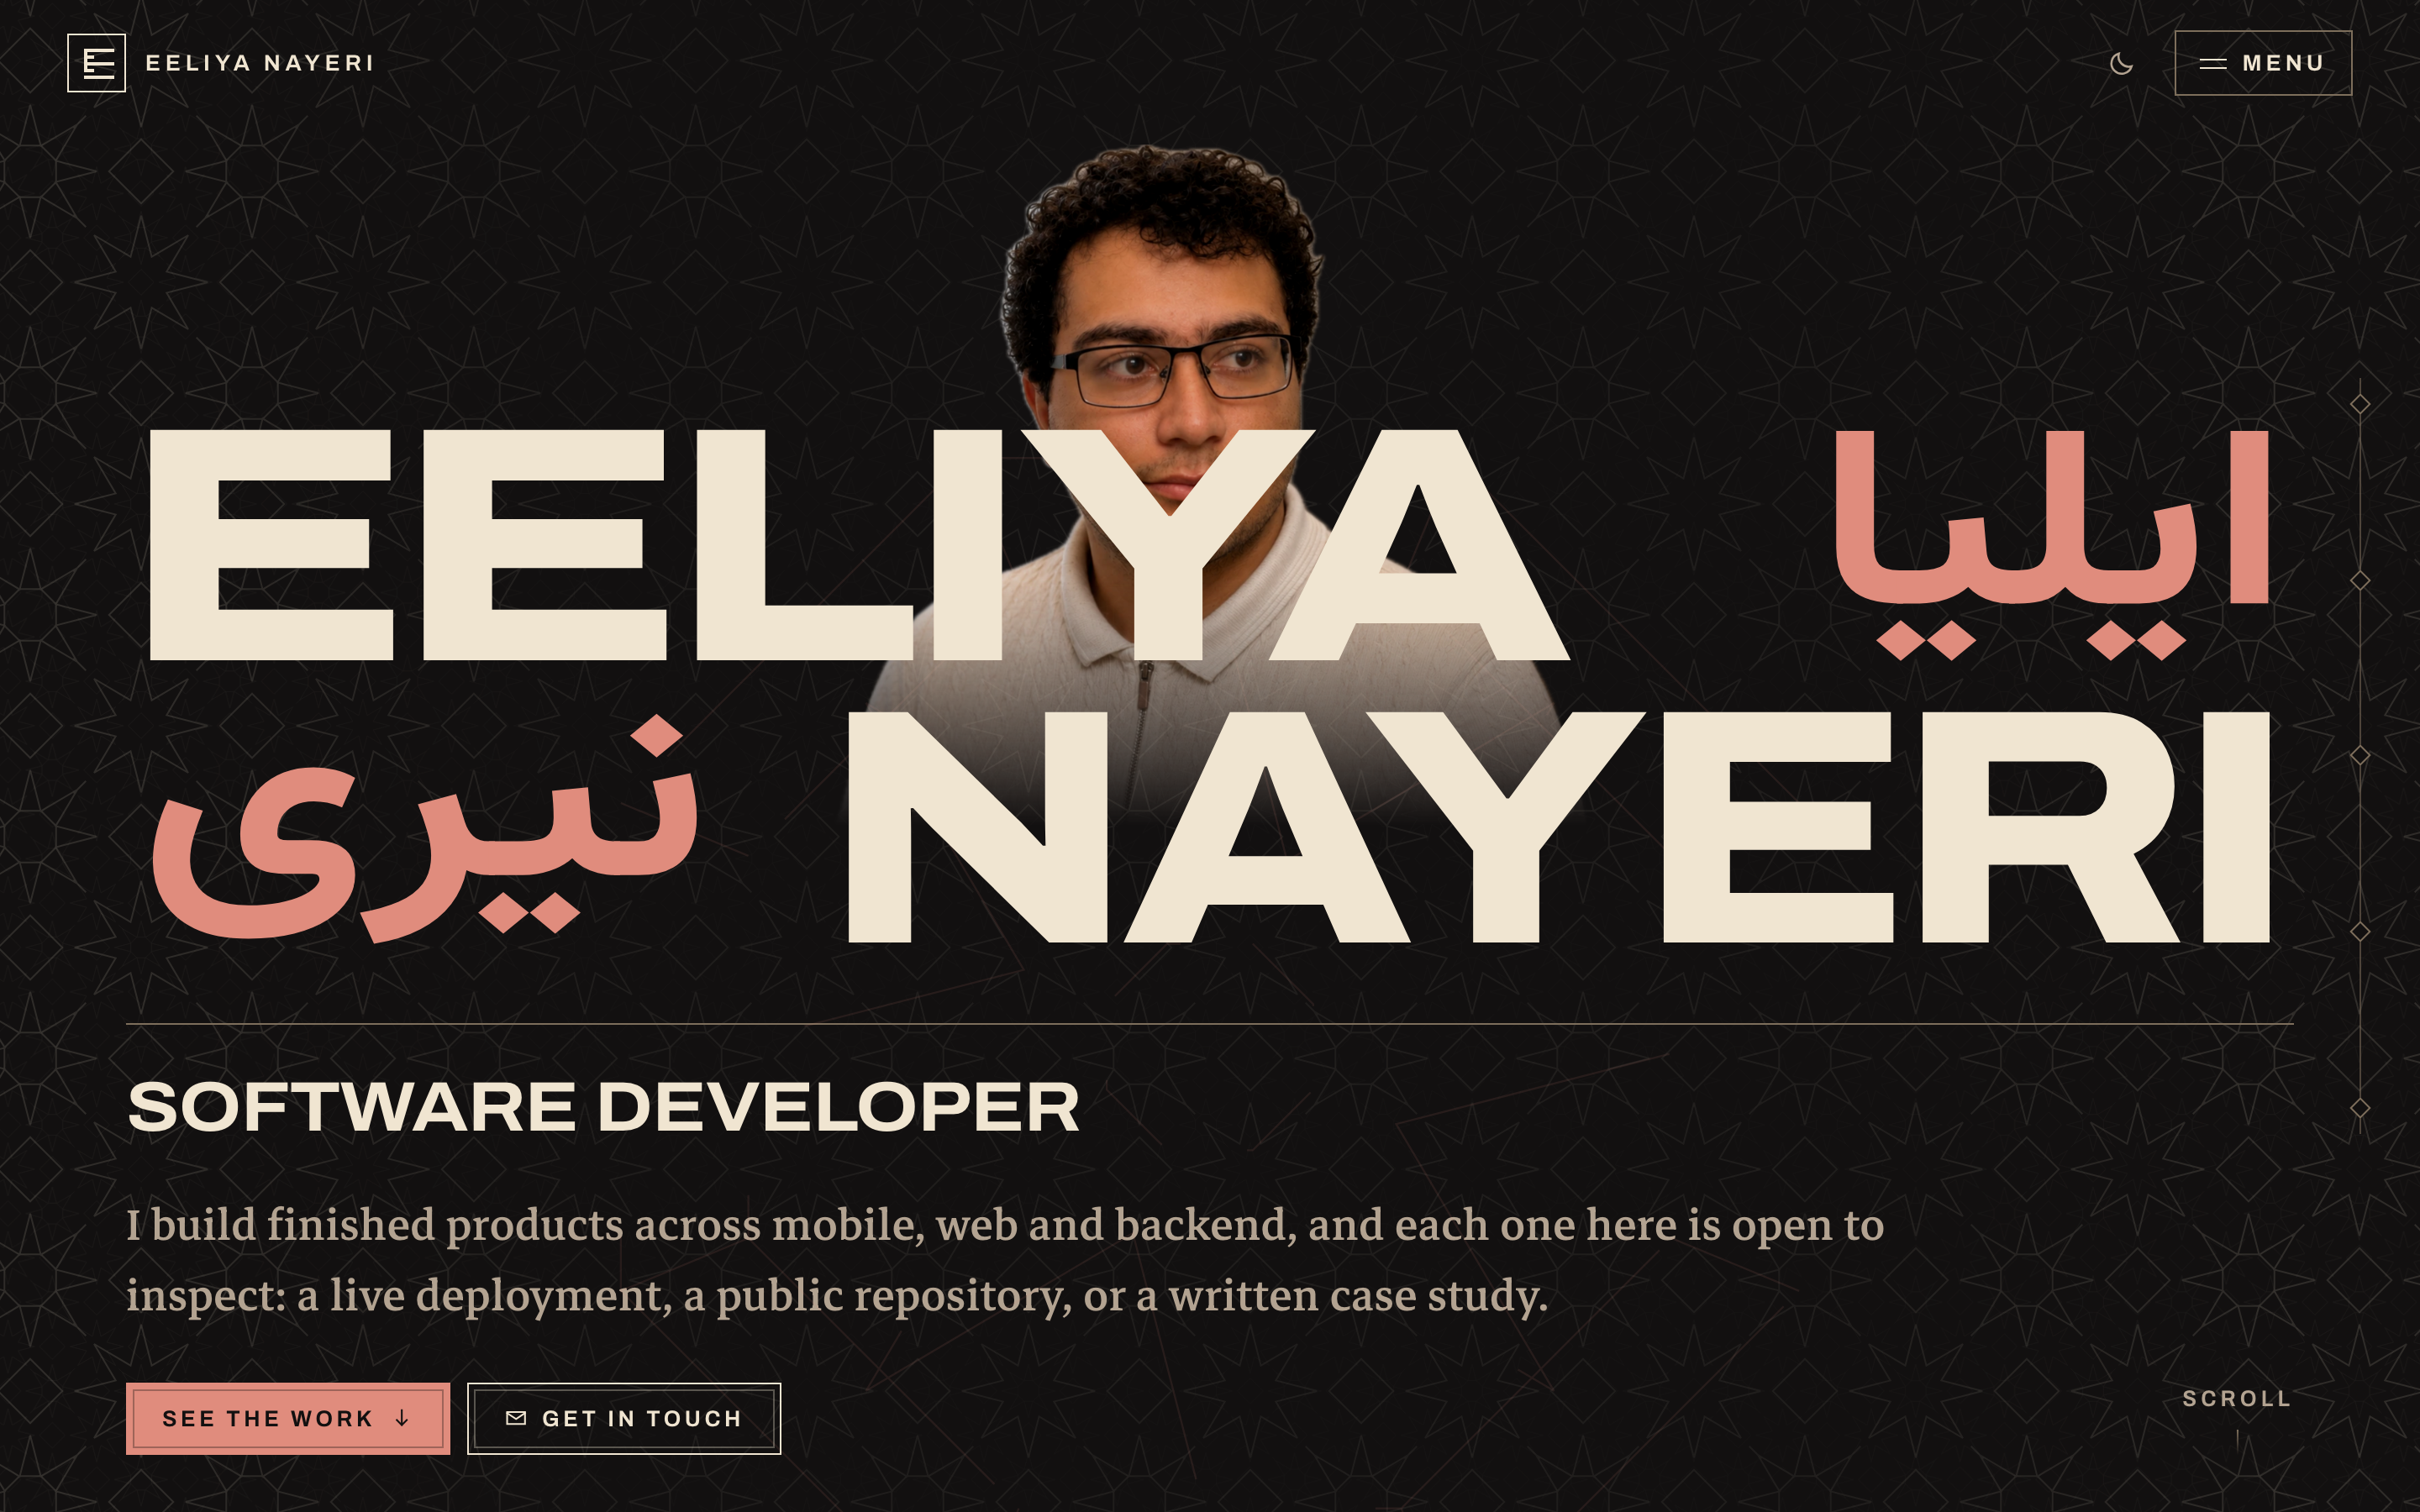 EELIYA NAYERI
MENU
EELIYA ایلیا
نیری NAYERI
SOFTWARE DEVELOPER
I build finished products across mobile, web and backend, and each one here is open to
inspect: a live deployment, a public repository, or a written case study.
SEE THE WORK
GET IN TOUCH
SCROLL